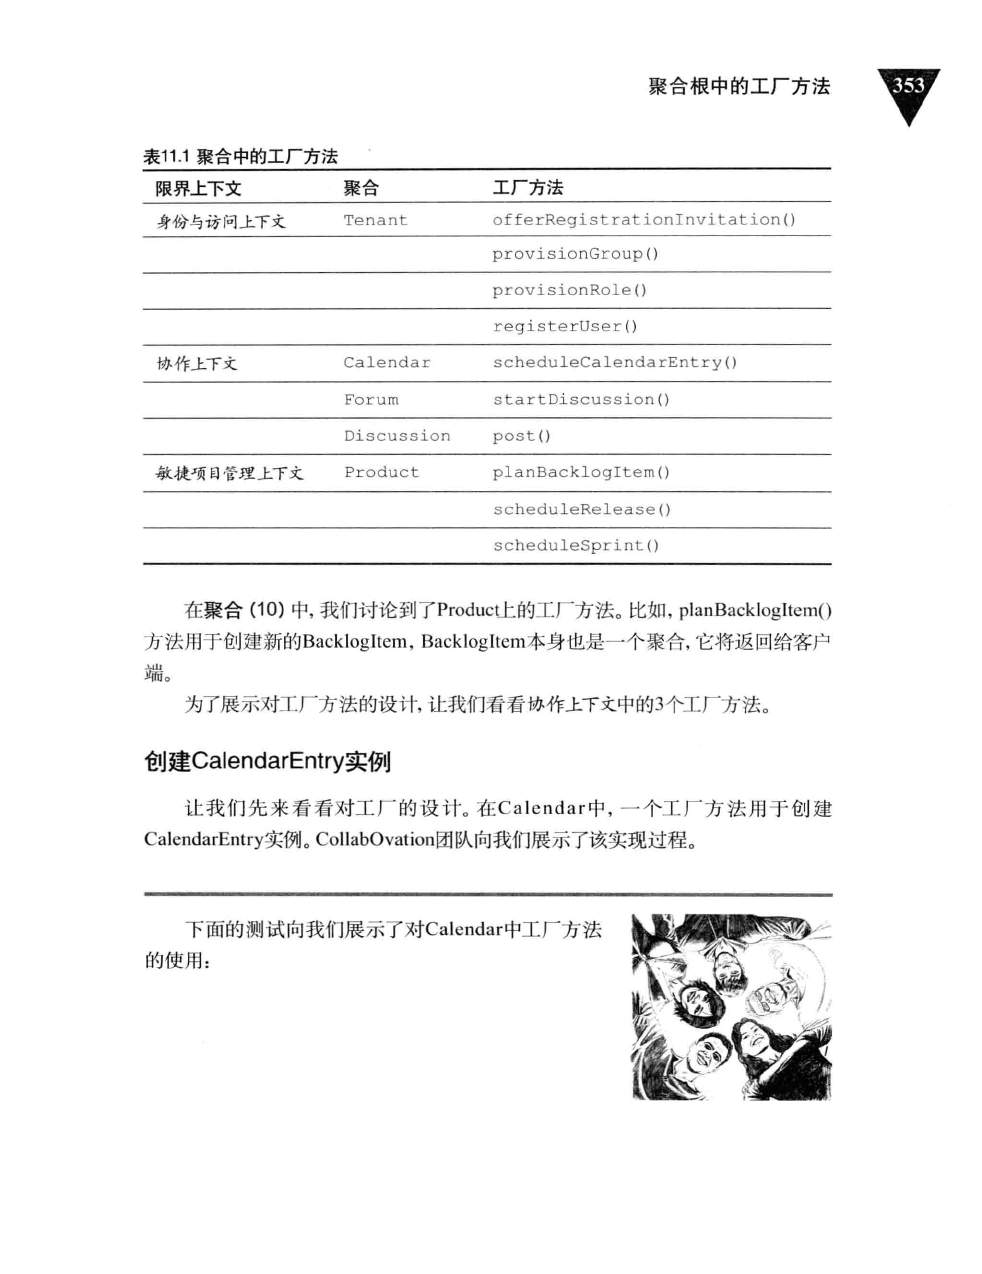 聚合根中的工厂方法
353
表11.1 聚合中的工厂方法
限界上下文 聚合 工厂方法
身份与访问上下文 Tenant offerRegistrationInvitation()
provisionGroup()
provisionRole()
registerUser()
协作上下文 Calendar scheduleCalendarEntry()
Forum startDiscussion()
Discussion post()
敏捷项目管理上下文 Product planBacklogItem()
scheduleRelease()
scheduleSprint()
在聚合 (10) 中, 我们讨论到了Product上的工厂方法。比如, planBacklogItem()
方法用于创建新的BacklogItem, BacklogItem本身也是一个聚合, 它将返回给客户
端。
为了展示对工厂方法的设计, 让我们看看协作上下文中的3个工厂方法。
创建CalendarEntry实例
让我们先来看看对工厂的设计。在Calendar中, 一个工厂方法用于创建
CalendarEntry实例。CollabOvation团队向我们展示了该实现过程。
下面的测试向我们展示了对Calendar中工厂方法
的使用: